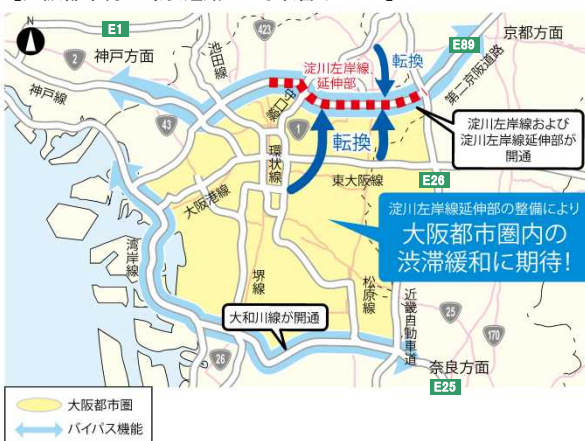 E1
423
京都方面
E89
2
神戸方面
池田線
淀川左岸線
延伸部
転換
第二京阪道路
神戸線
守口線
43
1
転換
淀川左岸線および
淀川左岸線延伸部が
開通
環状線
東大阪線
E26
大阪港線
淀川左岸線延伸部の整備により
大阪都市圏内の
渋滞緩和に期待!
湾岸線
堺線
松原線
近畿自動車道
大和川線が開通
25
170
26
奈良方面
E25
大阪都市圏
バイパス機能
N